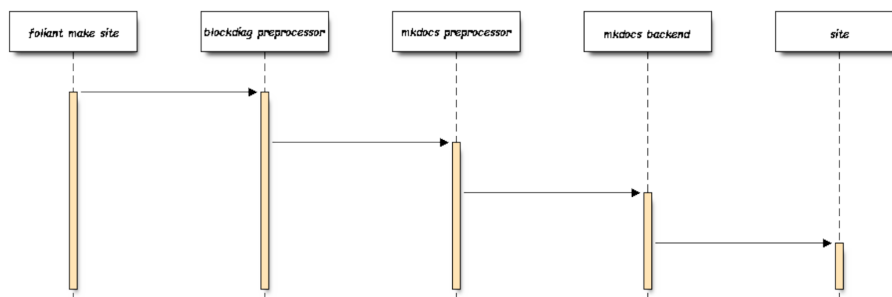 foliant make site
blockdiag preprocessor
mkdocs preprocessor
mkdocs backend
site